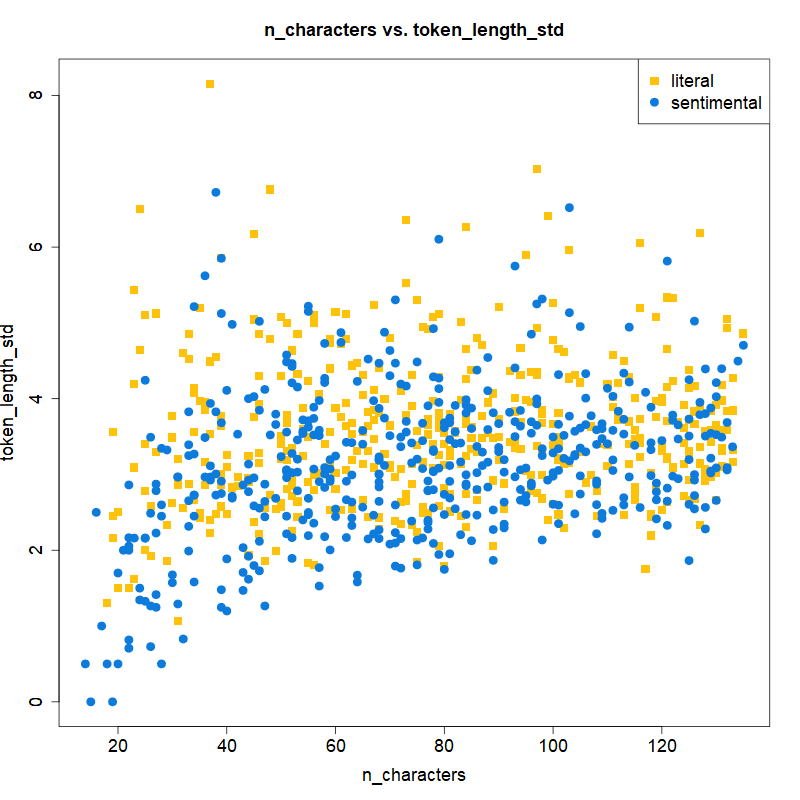 n_characters vs. token_length_std
literal
sentimental
token_length_std
8
6
4
2
0
20 40 60 80 100 120
n_characters